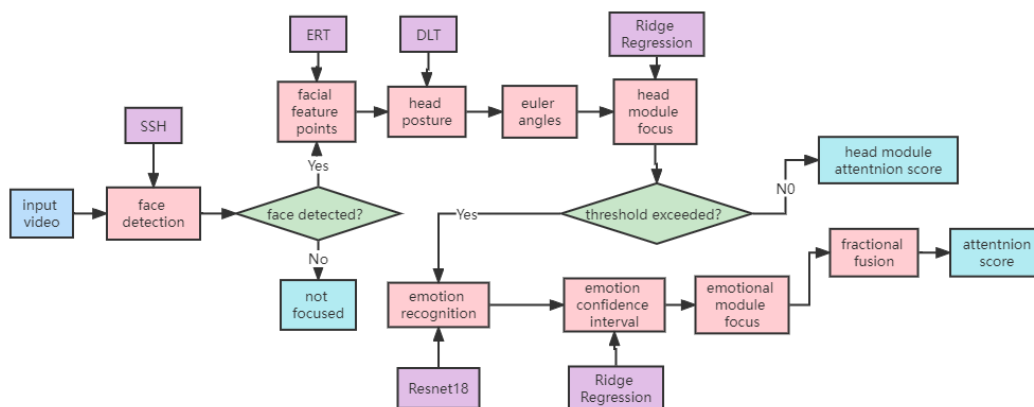 ERT
DLT
Ridge
Regression
facial
feature
points
head
posture
euler
angles
head
module
focus
SSH
Yes
head module
attentnion score
N0
input
video
face
detection
face detected?
Yes
threshold exceeded?
No
fractional
fusion
attentnion
score
not
focused
emotion
recognition
emotion
confidence
interval
emotional
module
focus
Resnet18
Ridge
Regression